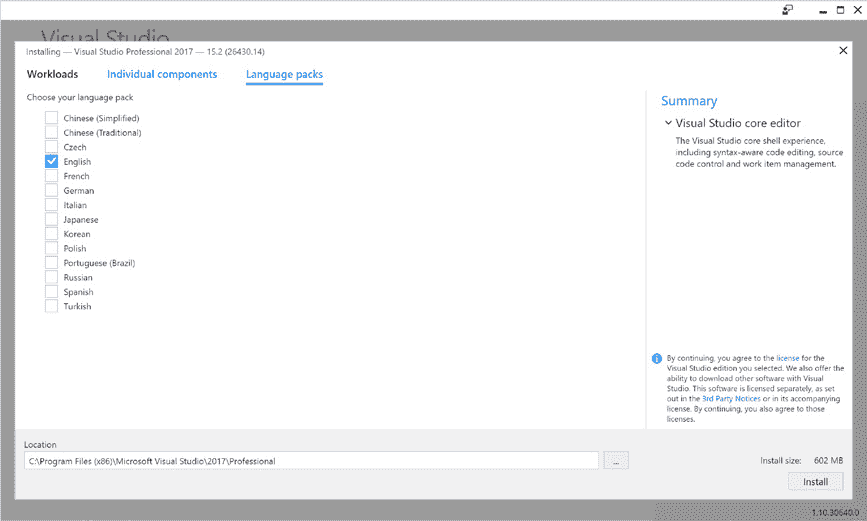 Visual Studio
Installing — Visual Studio Professional 2017 — 15.2 (26430.14)
Workloads
Individual components
Language packs
Choose your language pack
Chinese (Simplified)
Chinese (Traditional)
Czech
English
French
German
Italian
Japanese
Korean
Polish
Portuguese (Brazil)
Russian
Spanish
Turkish
Summary
Visual Studio core editor
The Visual Studio core shell experience,
including syntax-aware code editing, source
code control and work item management.
By continuing, you agree to the license for the
Visual Studio edition you selected. We also offer the
ability to download other software with Visual
Studio. This software is licensed separately, as set
out in the 3rd Party Notices or in its accompanying
license. By continuing, you also agree to those
licenses.
Location
C:\Program Files (x86)\Microsoft Visual Studio\2017\Professional
...
Install size: 602 MB
Install
1.10.30640.0